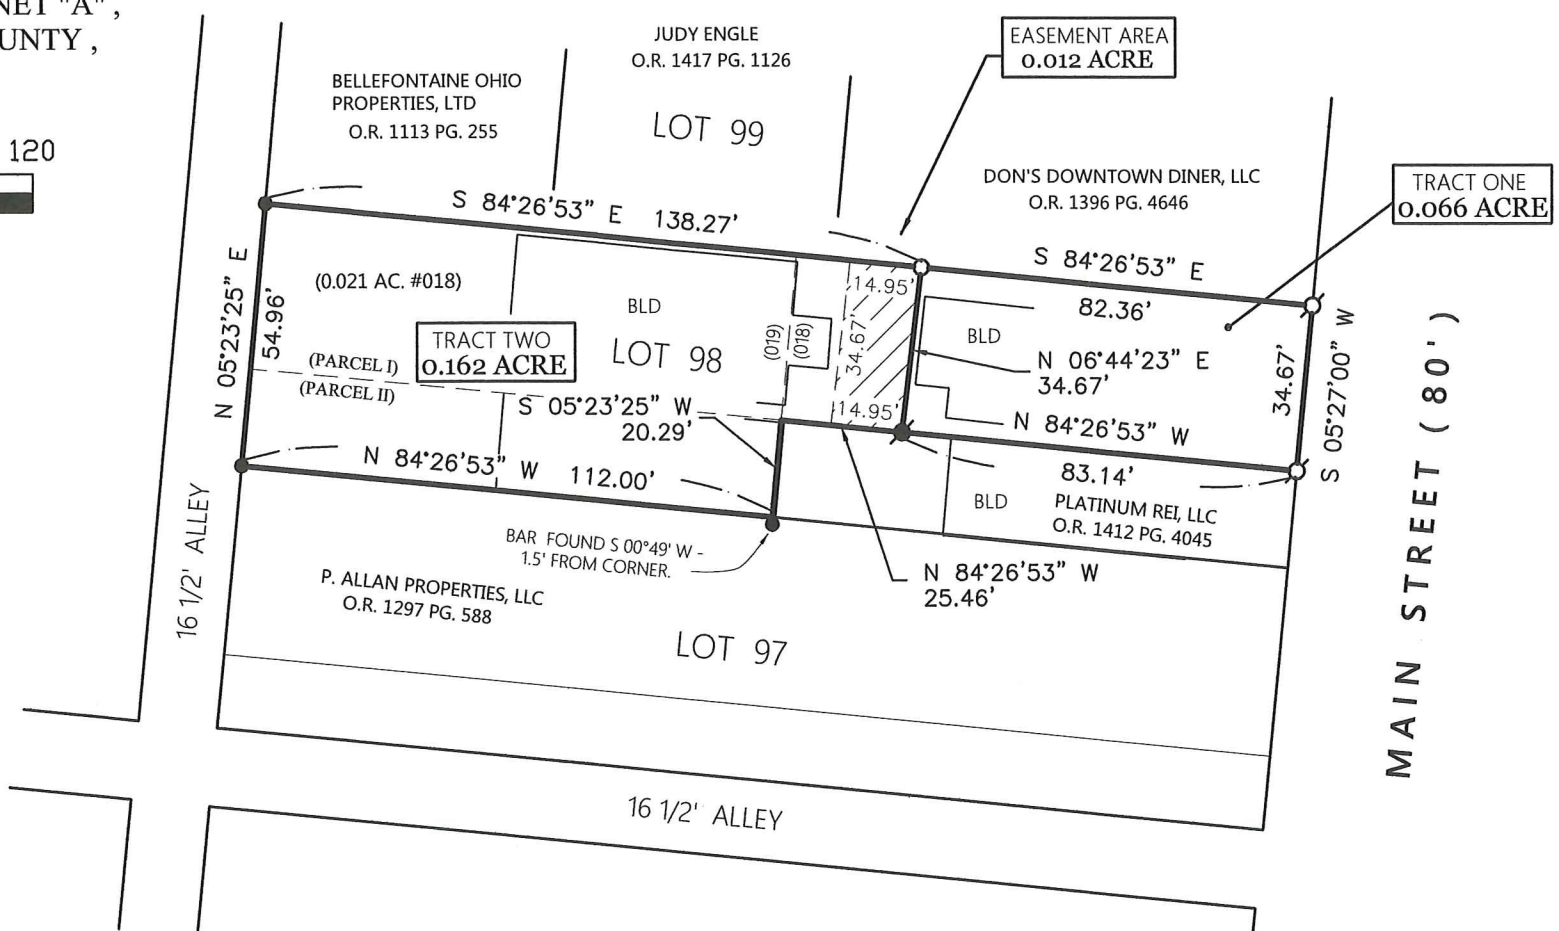 NET "A" ,
UNTY ,
120
JUDY ENGLE
O.R. 1417 PG. 1126
EASEMENT AREA
0.012 ACRE
BELLEFONTAINE OHIO
PROPERTIES, LTD
O.R. 1113 PG. 255
LOT 99
DON'S DOWNTOWN DINER, LLC
O.R. 1396 PG. 4646
TRACT ONE
0.066 ACRE
S 84°26'53" E 138.27'
S 84°26'53" E
82.36'
N 05°23'25" E
54.96'
(0.021 AC. #018)
BLD
14.95'
BLD
TRACT TWO
0.162 ACRE
LOT 98
(019)
(018)
34.67'
N 06°44'23" E
34.67'
34.67'
S 05°27'00" W
MAIN STREET ( 80' )
(PARCEL I)
(PARCEL II)
S 05°23'25" W
20.29'
14.95'
N 84°26'53" W
83.14'
N 84°26'53" W 112.00'
BLD
PLATINUM REI, LLC
O.R. 1412 PG. 4045
16 1/2' ALLEY
BAR FOUND S 00°49' W -
1.5' FROM CORNER.
N 84°26'53" W
25.46'
P. ALLAN PROPERTIES, LLC
O.R. 1297 PG. 588
LOT 97
16 1/2' ALLEY